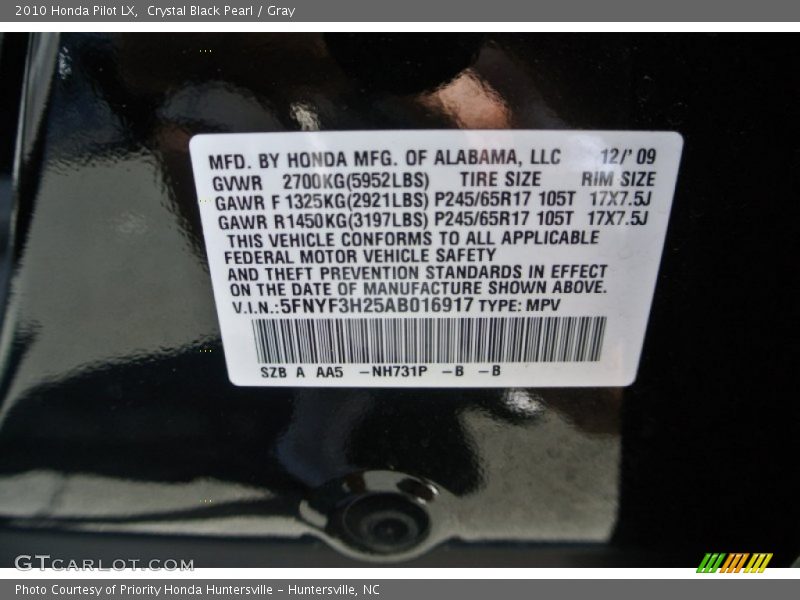 2010 Honda Pilot LX,  Crystal Black Pearl / Gray
MFD. BY HONDA MFG. OF ALABAMA, LLC 12/' 09
GVWR 2700KG(5952LBS) TIRE SIZE RIM SIZE
GAWR F 1325KG(2921LBS) P245/65R17 105T 17X7.5J
GAWR R1450KG(3197LBS) P245/65R17 105T 17X7.5J
THIS VEHICLE CONFORMS TO ALL APPLICABLE
FEDERAL MOTOR VEHICLE SAFETY
AND THEFT PREVENTION STANDARDS IN EFFECT
ON THE DATE OF MANUFACTURE SHOWN ABOVE.
V.I.N.:5FNYF3H25AB016917 TYPE: MPV
SZB A AA5 -NH731P -B -B
GTCARLOT.COM
Photo Courtesy of Priority Honda Huntersville - Huntersville, NC